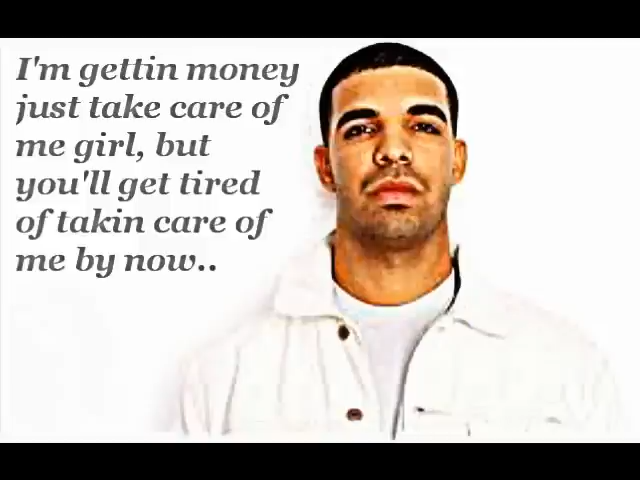 I'm gettin money
just take care of
me girl, but
you'll get tired
of takin care of
me by now..